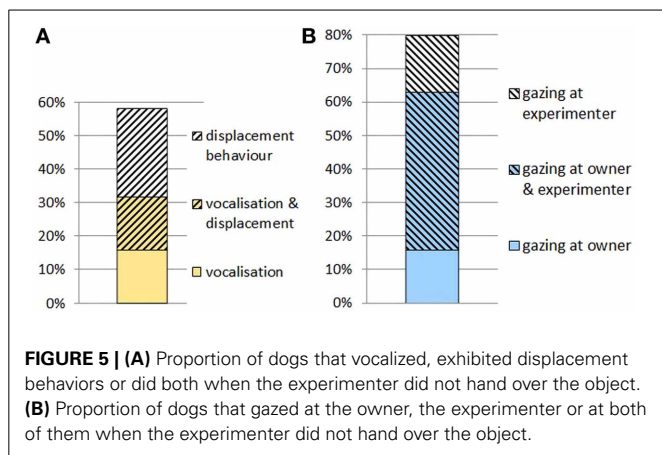 A
60%
50%
40%
30%
20%
10%
0%
displacement
behaviour
vocalisation &
displacement
vocalisation
B
80%
70%
60%
50%
40%
30%
20%
10%
0%
gazing at
experimenter
gazing at owner
& experimenter
gazing at owner
FIGURE 5 | (A) Proportion of dogs that vocalized, exhibited displacement
behaviors or did both when the experimenter did not hand over the object.
(B) Proportion of dogs that gazed at the owner, the experimenter or at both
of them when the experimenter did not hand over the object.